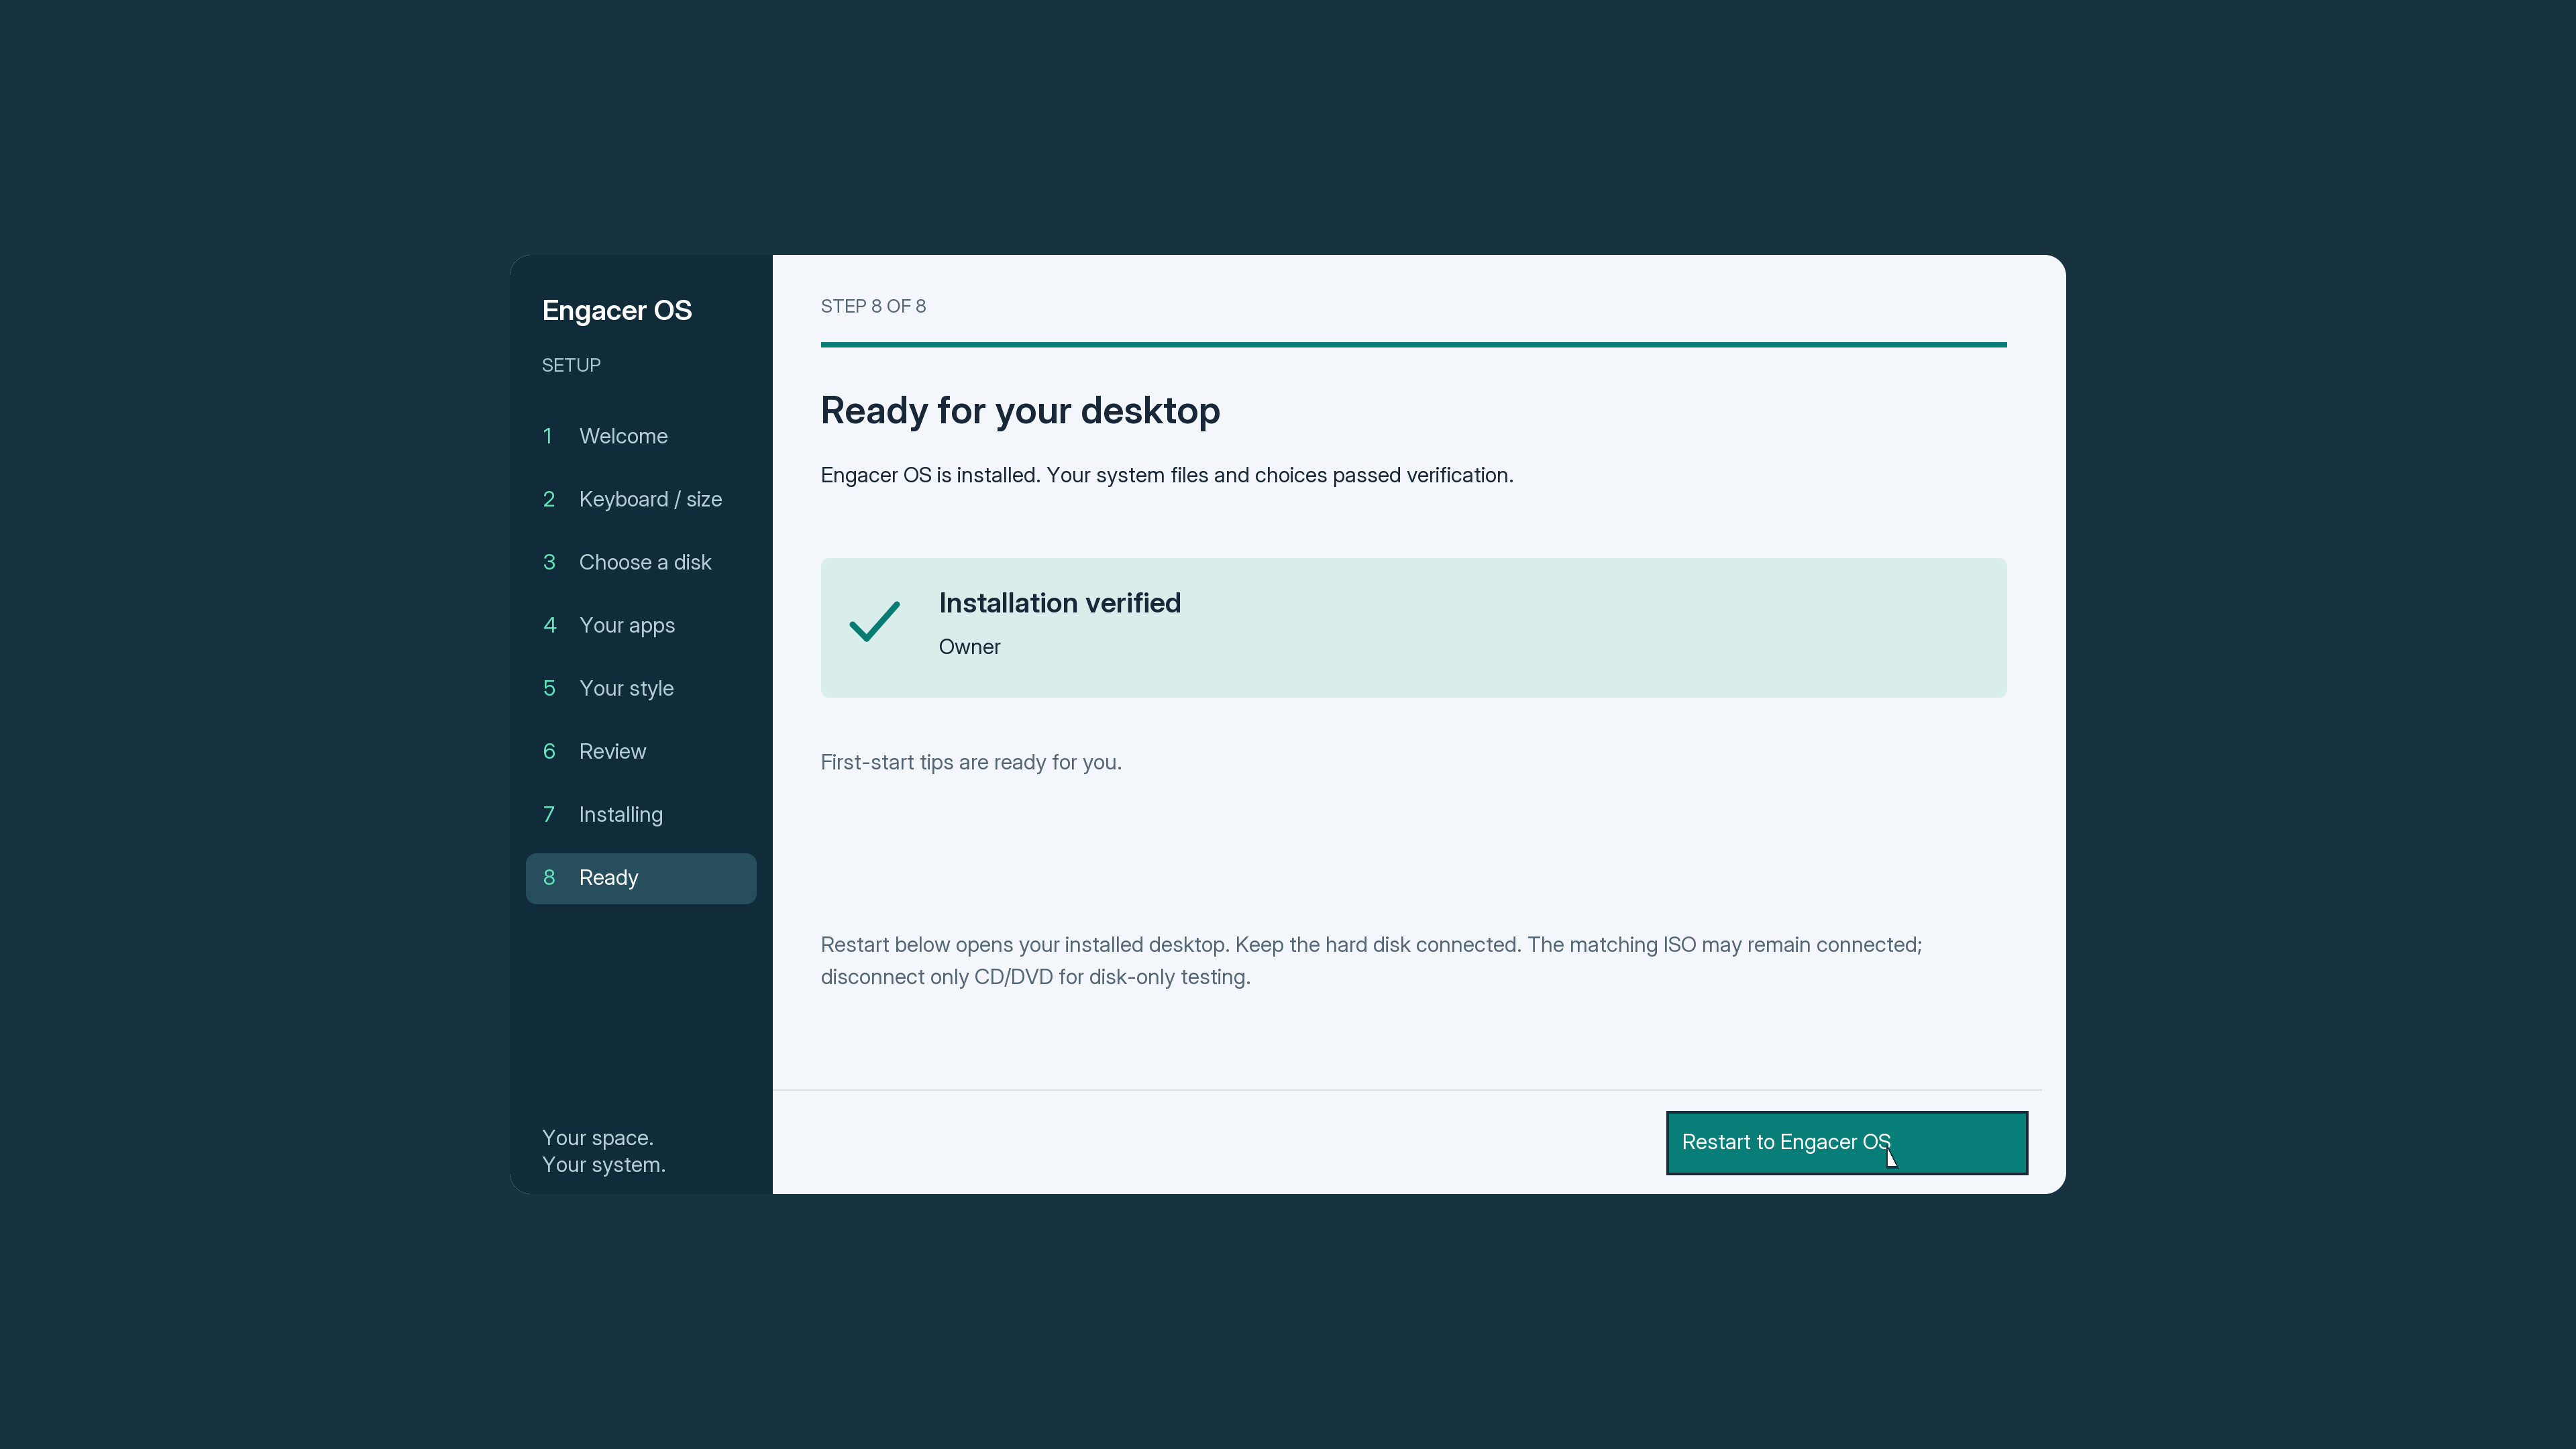 Engacer OS
SETUP
1 Welcome
2 Keyboard / size
3 Choose a disk
4 Your apps
5 Your style
6 Review
7 Installing
8 Ready
Your space.
Your system.
STEP 8 OF 8
Ready for your desktop
Engacer OS is installed. Your system files and choices passed verification.
Installation verified
Owner
First-start tips are ready for you.
Restart below opens your installed desktop. Keep the hard disk connected. The matching ISO may remain connected;
disconnect only CD/DVD for disk-only testing.
Restart to Engacer OS